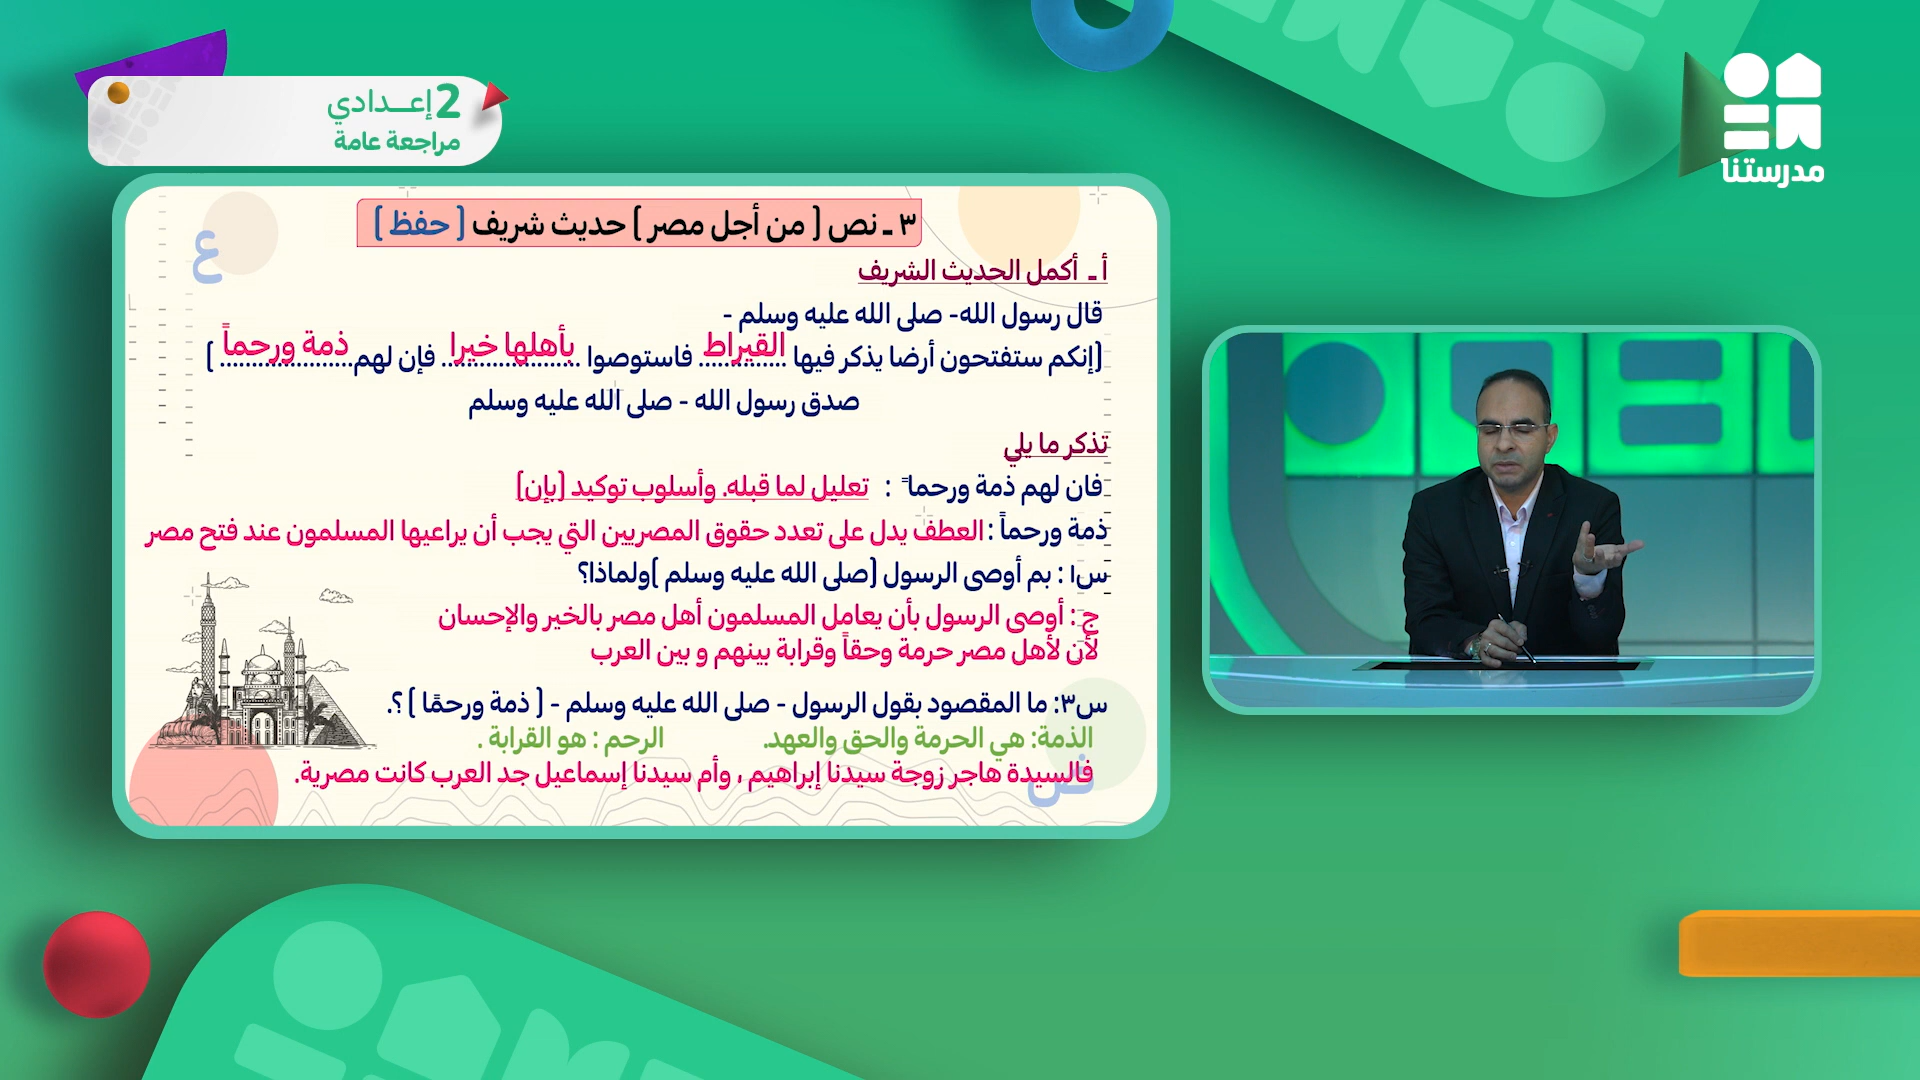 2 إعـــدادي
مراجعة عامة
مدرستنا
٣ ـ نص [ من أجل مصر ] حديث شريف [ حفظ ]
أ ـ أكمل الحديث الشريف
قال رسول الله- صلى الله عليه وسلم -
[إنكم ستفتحون أرضا يذكر فيها القيراط فاستوصوا بأهلها خيرا فإن لهم ذمة ورحماً ]
صدق رسول الله - صلى الله عليه وسلم
تذكر ما يلي
فان لهم ذمة ورحما ً : تعليل لما قبله. وأسلوب توكيد [بإن]
ذمة ورحماً : العطف يدل على تعدد حقوق المصريين التي يجب أن يراعيها المسلمون عند فتح مصر
س١ : بم أوصى الرسول [صلى الله عليه وسلم ]ولماذا؟
ج : أوصى الرسول بأن يعامل المسلمون أهل مصر بالخير والإحسان
لأن لأهل مصر حرمة وحقاً وقرابة بينهم و بين العرب
س٣: ما المقصود بقول الرسول - صلى الله عليه وسلم - [ ذمة ورحمًا ] ؟.
الذمة: هي الحرمة والحق والعهد. الرحم : هو القرابة .
فالسيدة هاجر زوجة سيدنا إبراهيم ، وأم سيدنا إسماعيل جد العرب كانت مصرية.
ع
ض